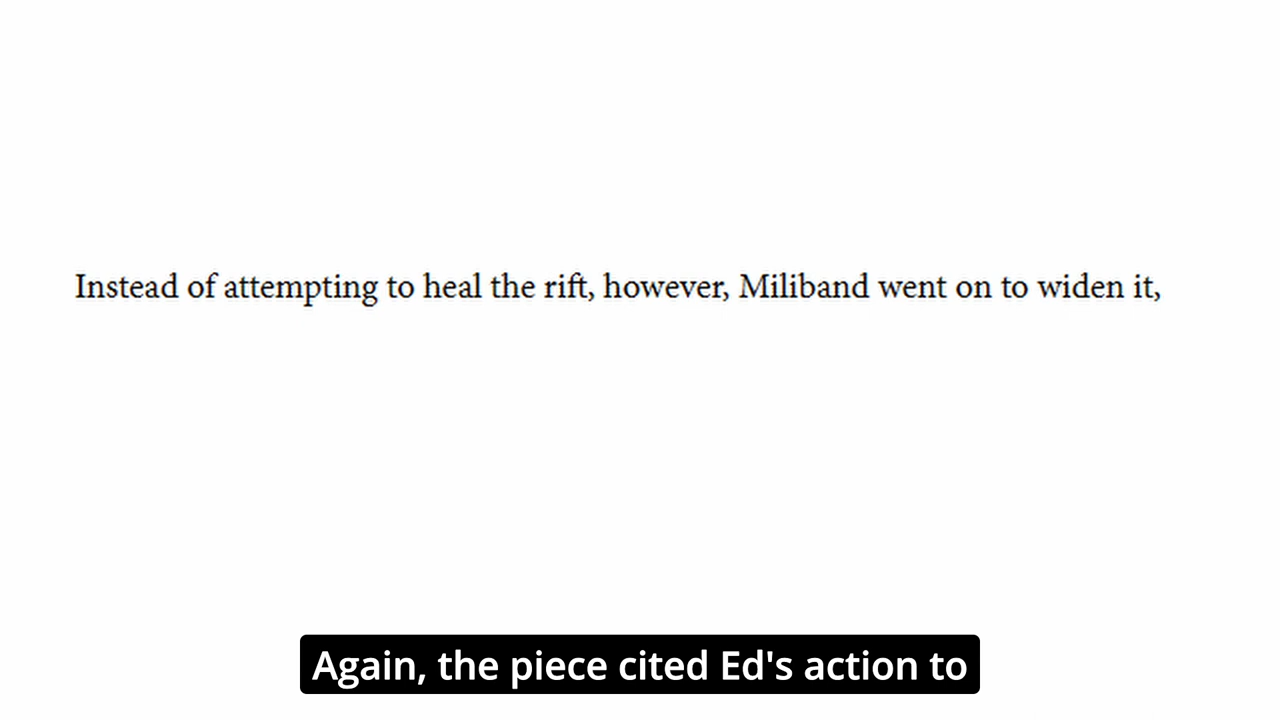 Instead of attempting to heal the rift, however, Miliband went on to widen it,
Again, the piece cited Ed's action to